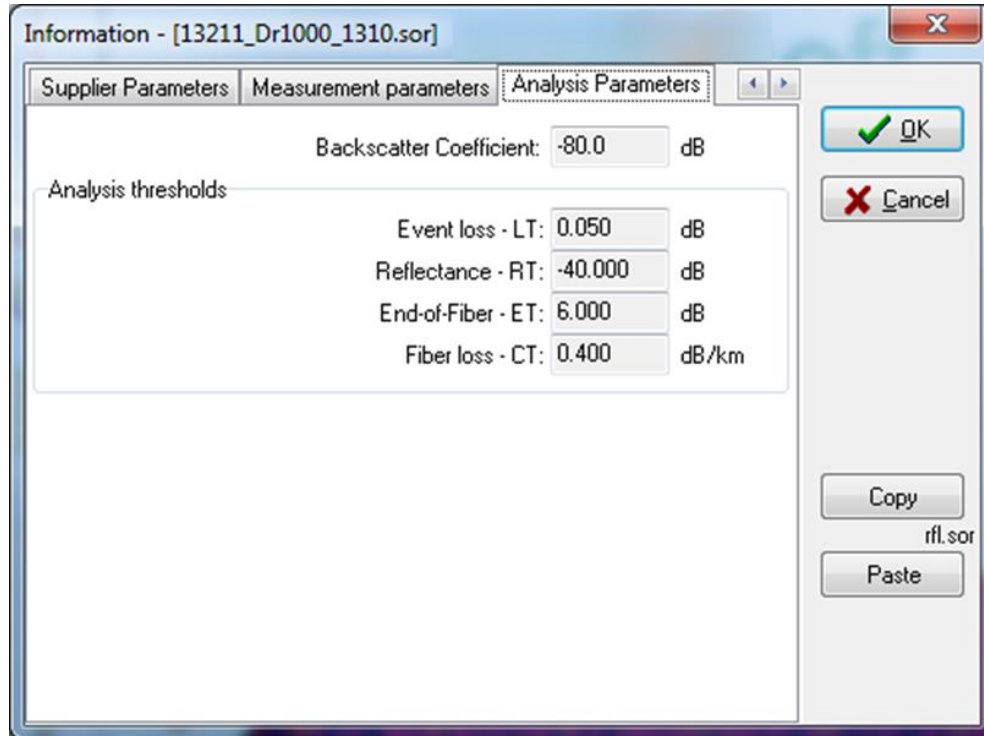 Information - [13211_Dr1000_1310.sor]
Supplier Parameters Measurement parameters Analysis Parameters
Backscatter Coefficient: -80.0 dB
OK
Analysis thresholds
Cancel
Event loss - LT: 0.050 dB
Reflectance - RT: -40.000 dB
End-of-Fiber - ET: 6.000 dB
Fiber loss - CT: 0.400 dB/km
Copy
rfl.sor
Paste